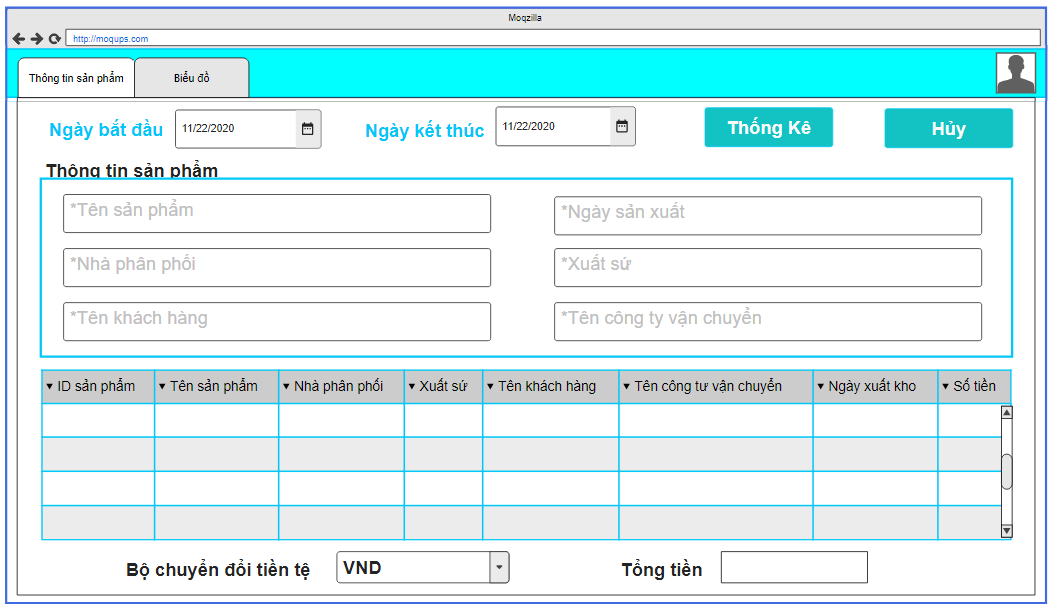 Moqzilla
http://moqups.com
Thông tin sản phẩm Biểu đồ
Ngày bắt đầu 11/22/2020 Ngày kết thúc 11/22/2020 Thống Kê Hủy
Thông tin sản phẩm
*Tên sản phẩm *Ngày sản xuất
*Nhà phân phối *Xuất sứ
*Tên khách hàng *Tên công ty vận chuyển
ID sản phẩm Tên sản phẩm Nhà phân phối Xuất sứ Tên khách hàng Tên công tư vận chuyển Ngày xuất kho Số tiền
Bộ chuyển đổi tiền tệ VND Tổng tiền